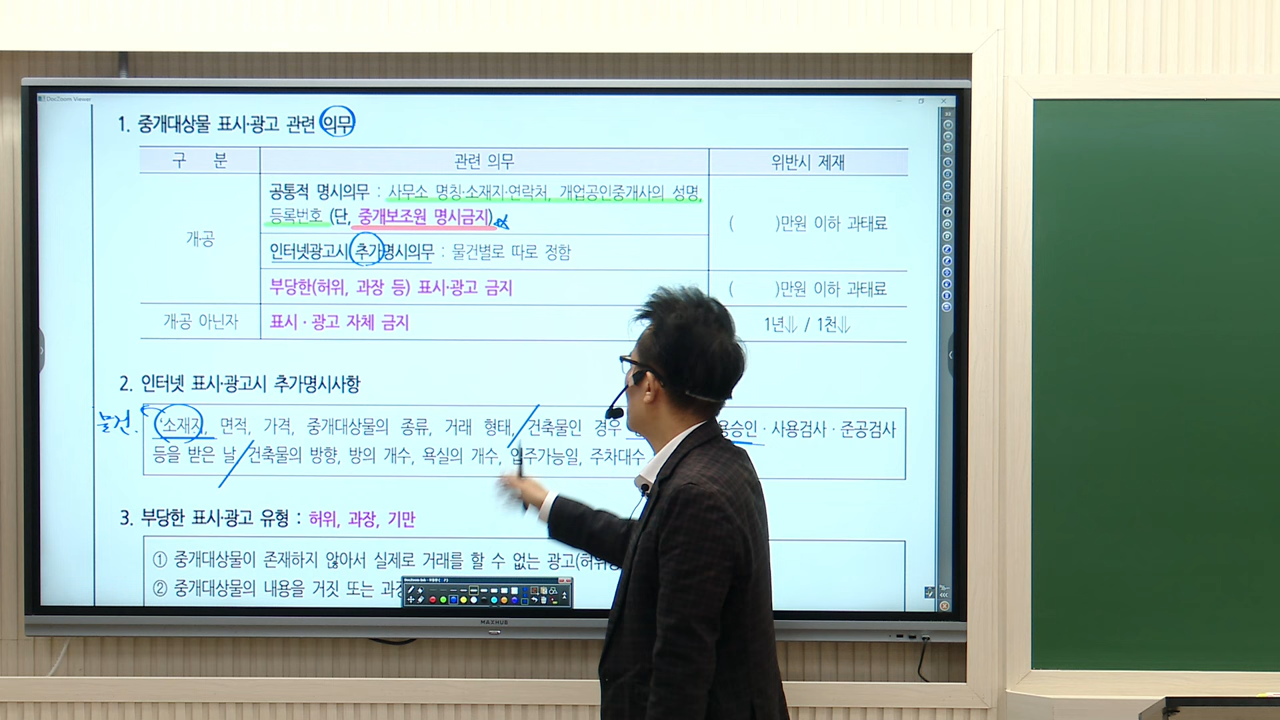 DocZoom Viewer
1. 중개대상물 표시·광고 관련 의무
구 분 관련 의무 위반시 제재
개·공
공통적 명시의무 : 사무소 명칭·소재지·연락처, 개업공인중개사의 성명,
등록번호 (단, 중개보조원 명시금지)
( )만원 이하 과태료
인터넷광고시 추가명시의무 : 물건별로 따로 정함
부당한(허위, 과장 등) 표시·광고 금지 ( )만원 이하 과태료
개·공 아닌자 표시·광고 자체 금지 1년⇓ / 1천⇓
2. 인터넷 표시·광고시 추가명시사항
물건.
소재지, 면적, 가격, 중개대상물의 종류, 거래 형태, 건축물인 경우 용승인·사용검사·준공검사
등을 받은 날 건축물의 방향, 방의 개수, 욕실의 개수, 입주가능일, 주차대수
3. 부당한 표시·광고 유형 : 허위, 과장, 기만
① 중개대상물이 존재하지 않아서 실제로 거래를 할 수 없는 광고(허위
② 중개대상물의 내용을 거짓 또는 과장
MAXHUB